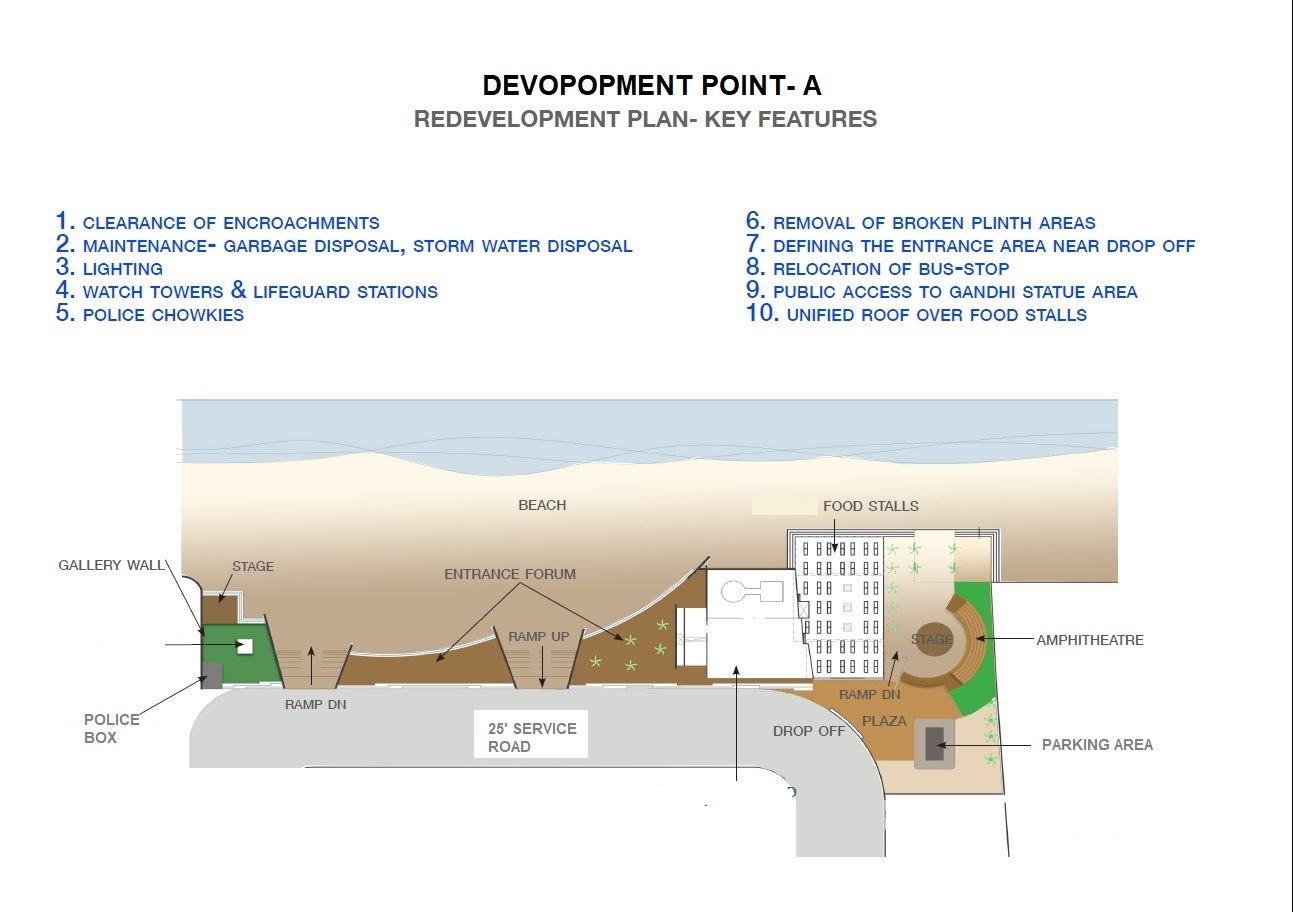 DEVOPOPMENT POINT- A
REDEVELOPMENT PLAN- KEY FEATURES
1. CLEARANCE OF ENCROACHMENTS
2. MAINTENANCE- GARBAGE DISPOSAL, STORM WATER DISPOSAL
3. LIGHTING
4. WATCH TOWERS & LIFEGUARD STATIONS
5. POLICE CHOWKIES
6. REMOVAL OF BROKEN PLINTH AREAS
7. DEFINING THE ENTRANCE AREA NEAR DROP OFF
8. RELOCATION OF BUS-STOP
9. PUBLIC ACCESS TO GANDHI STATUE AREA
10. UNIFIED ROOF OVER FOOD STALLS
BEACH
FOOD STALLS
GALLERY WALL
STAGE
ENTRANCE FORUM
RAMP UP
STAGE
AMPHITHEATRE
RAMP DN
RAMP DN
POLICE
BOX
25' SERVICE
ROAD
DROP OFF
PLAZA
PARKING AREA